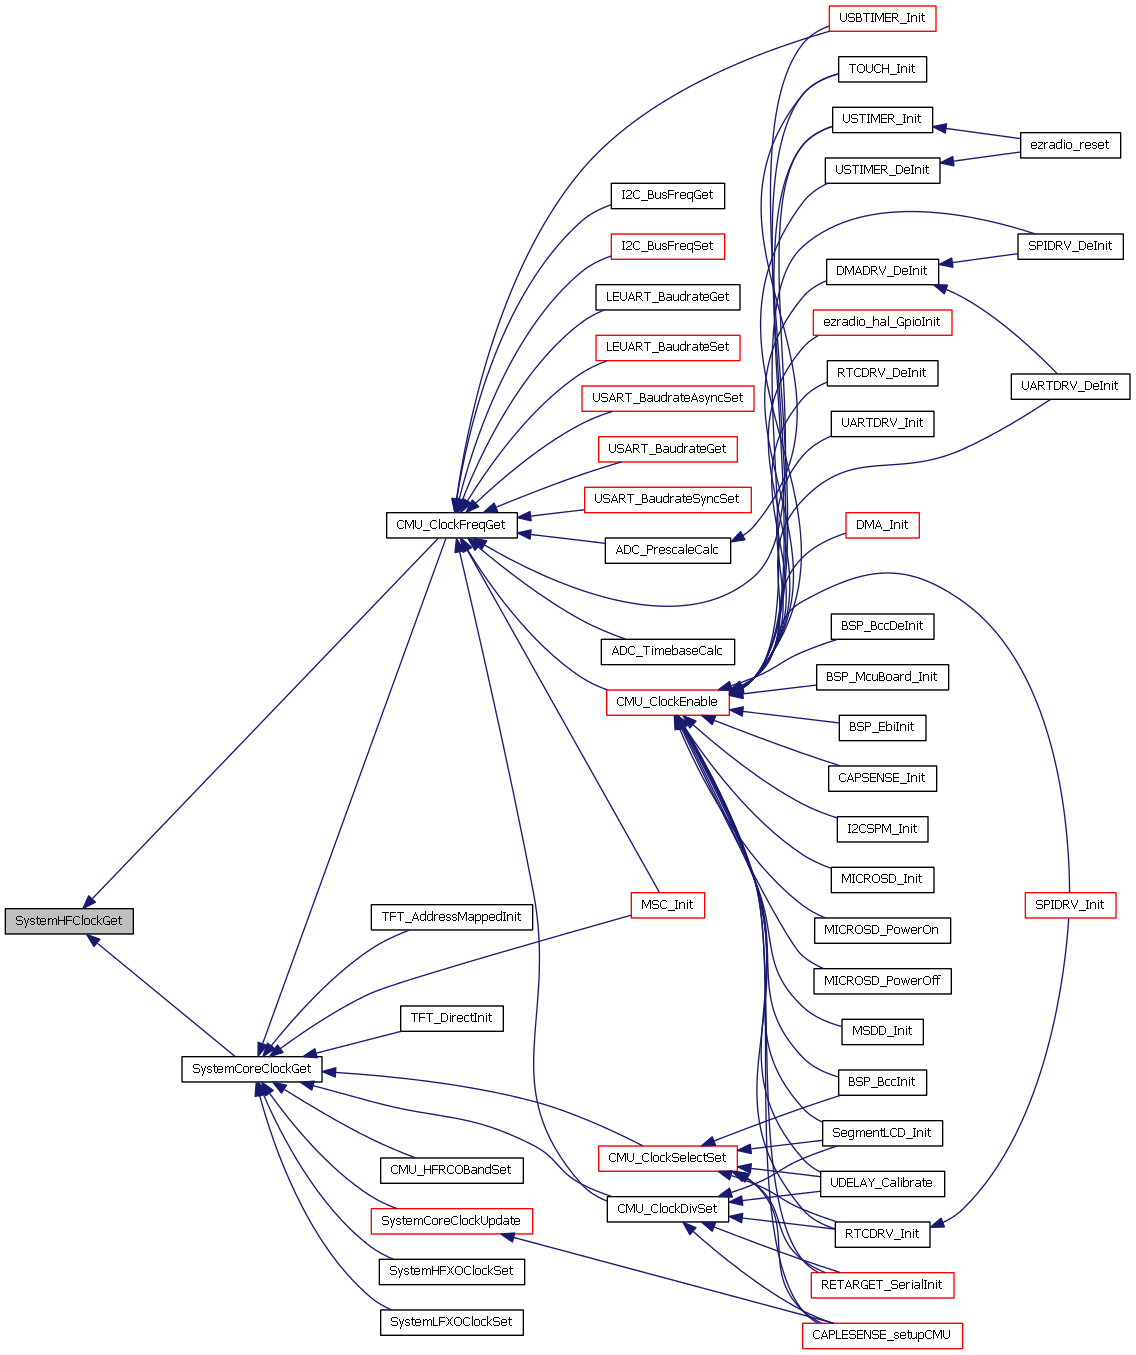 USBTIMER_Init
TOUCH_Init
USTIMER_Init
ezradio_reset
USTIMER_DeInit
I2C_BusFreqGet
I2C_BusFreqSet
SPIDRV_DeInit
DMADRV_DeInit
LEUART_BaudrateGet
ezradio_hal_GpioInit
LEUART_BaudrateSet
RTCDRV_DeInit
UARTDRV_DeInit
USART_BaudrateAsyncSet
UARTDRV_Init
USART_BaudrateGet
USART_BaudrateSyncSet
CMU_ClockFreqGet
DMA_Init
ADC_PrescaleCalc
BSP_BccDeInit
ADC_TimebaseCalc
BSP_McuBoard_Init
CMU_ClockEnable
BSP_EbiInit
CAPSENSE_Init
I2CSPM_Init
MICROSD_Init
MSC_Init
SPIDRV_Init
TFT_AddressMappedInit
SystemHFClockGet
MICROSD_PowerOn
MICROSD_PowerOff
TFT_DirectInit
MSDD_Init
SystemCoreClockGet
BSP_BccInit
SegmentLCD_Init
CMU_ClockSelectSet
CMU_HFRCOBandSet
UDELAY_Calibrate
CMU_ClockDivSet
SystemCoreClockUpdate
RTCDRV_Init
SystemHFXOClockSet
RETARGET_SerialInit
SystemLFXOClockSet
CAPLESENSE_setupCMU